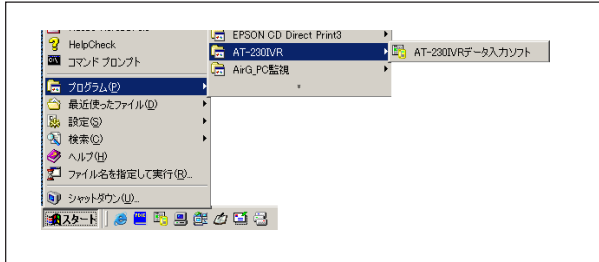 HelpCheck
コマンド プロンプト
プログラム(P)
最近使ったファイル(D)
設定(S)
検索(C)
ヘルプ(H)
ファイル名を指定して実行(R)...
シャットダウン(U)...
スタート
EPSON CD Direct Print3
AT-230IVR
AirG_PC監視
AT-230IVRデータ入力ソフト